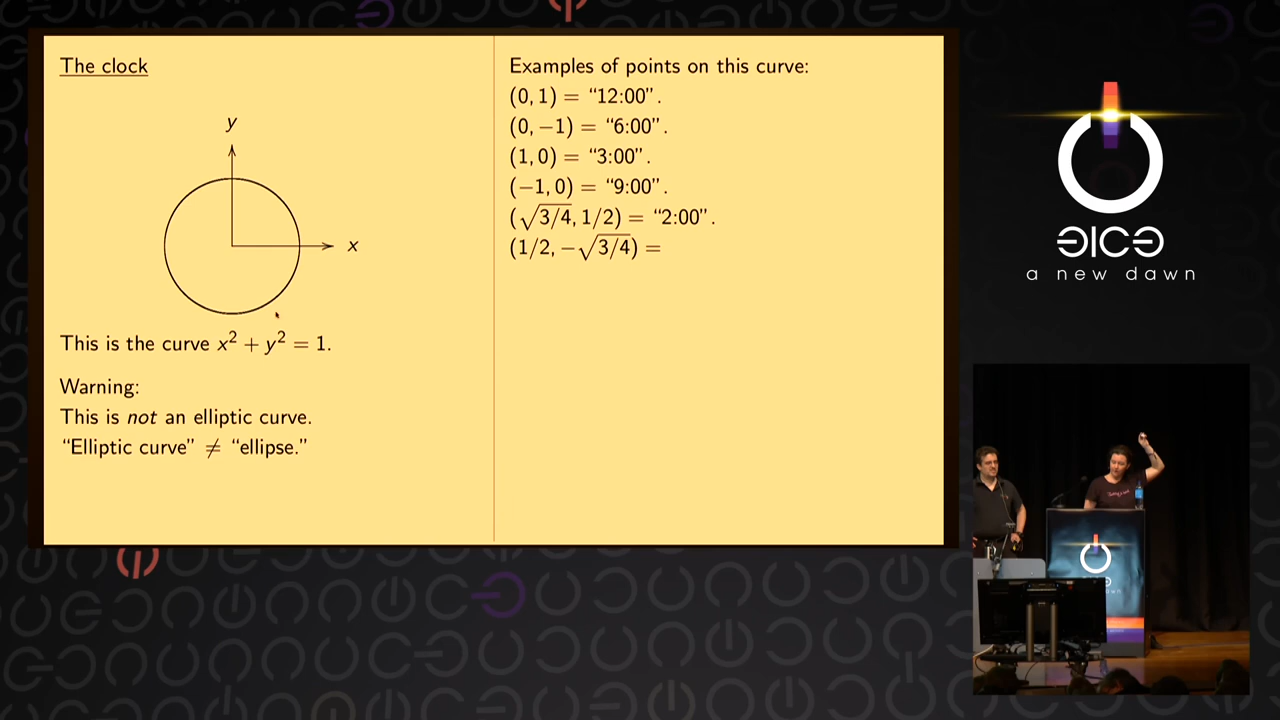 The clock
y
x
This is the curve x² + y² = 1.
Warning:
This is not an elliptic curve.
“Elliptic curve” ≠ “ellipse.”
Examples of points on this curve:
(0, 1) = “12:00”.
(0, −1) = “6:00”.
(1, 0) = “3:00”.
(−1, 0) = “9:00”.
(√3/4, 1/2) = “2:00”.
(1/2, −√3/4) =
a new dawn